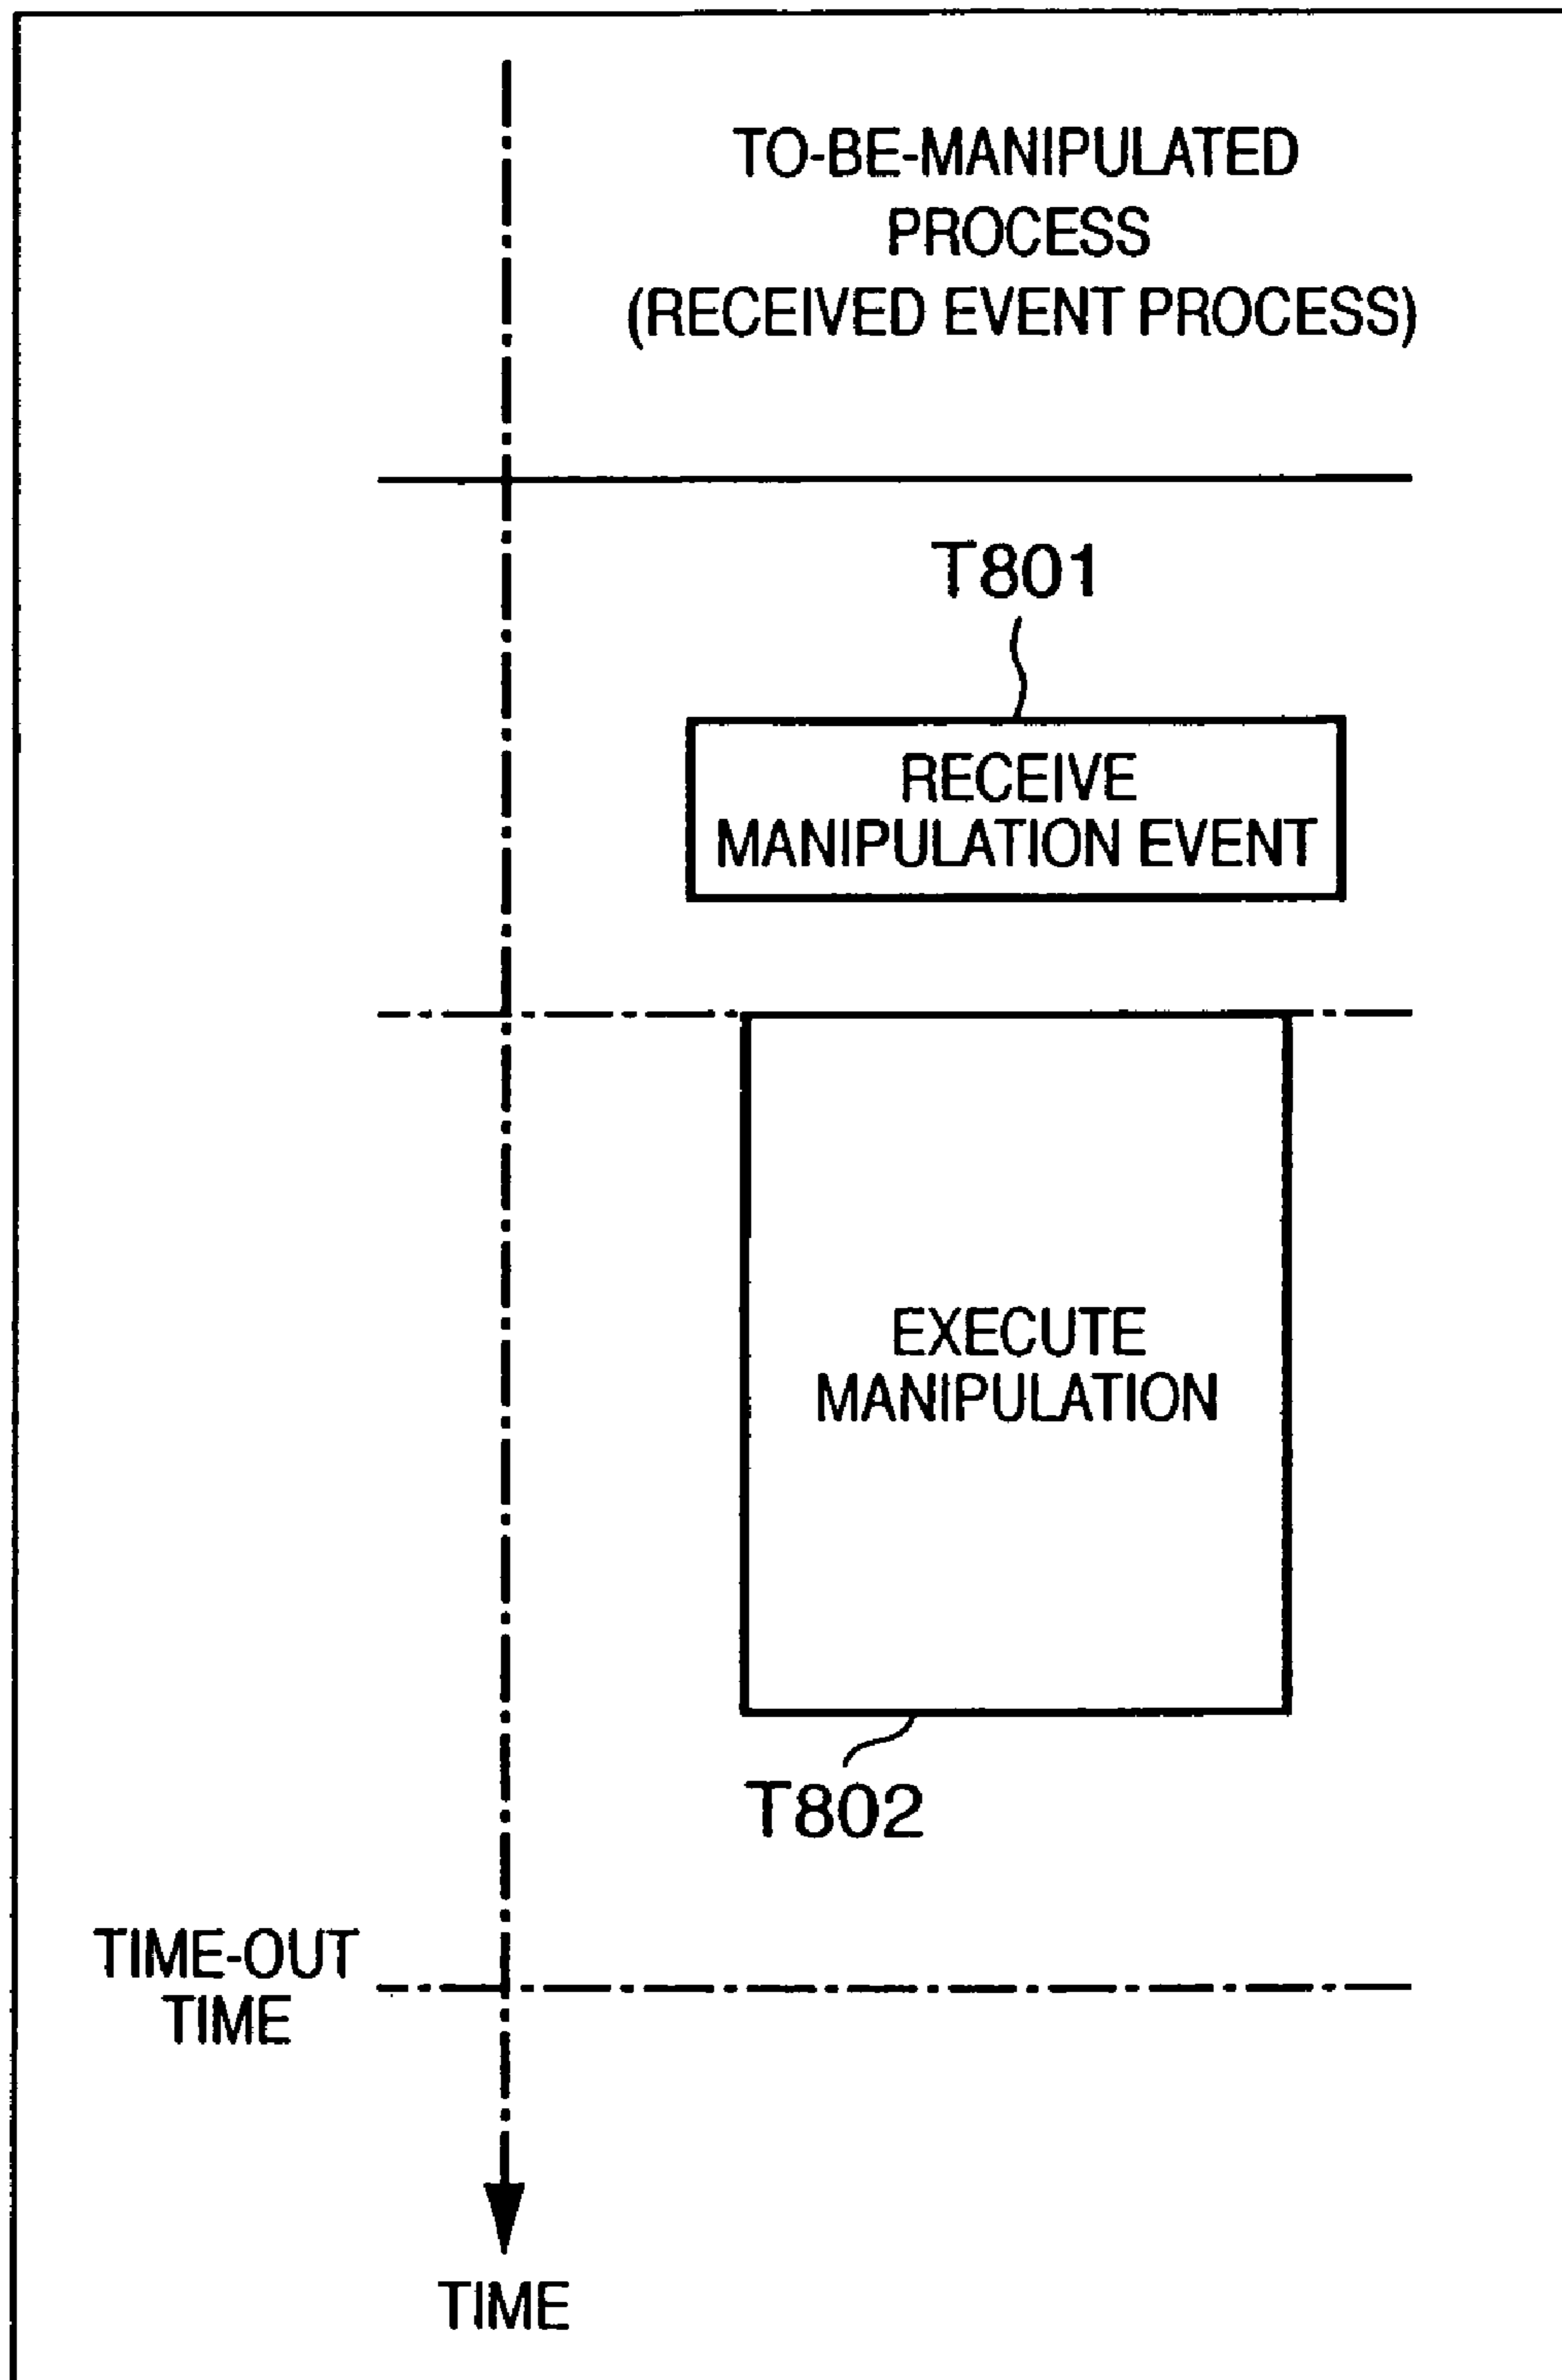 TO-BE-MANIPULATED
PROCESS
(RECEIVED EVENT PROCESS)
T801
RECEIVE
MANIPULATION EVENT
EXECUTE
MANIPULATION
T802
TIME-OUT
TIME
TIME